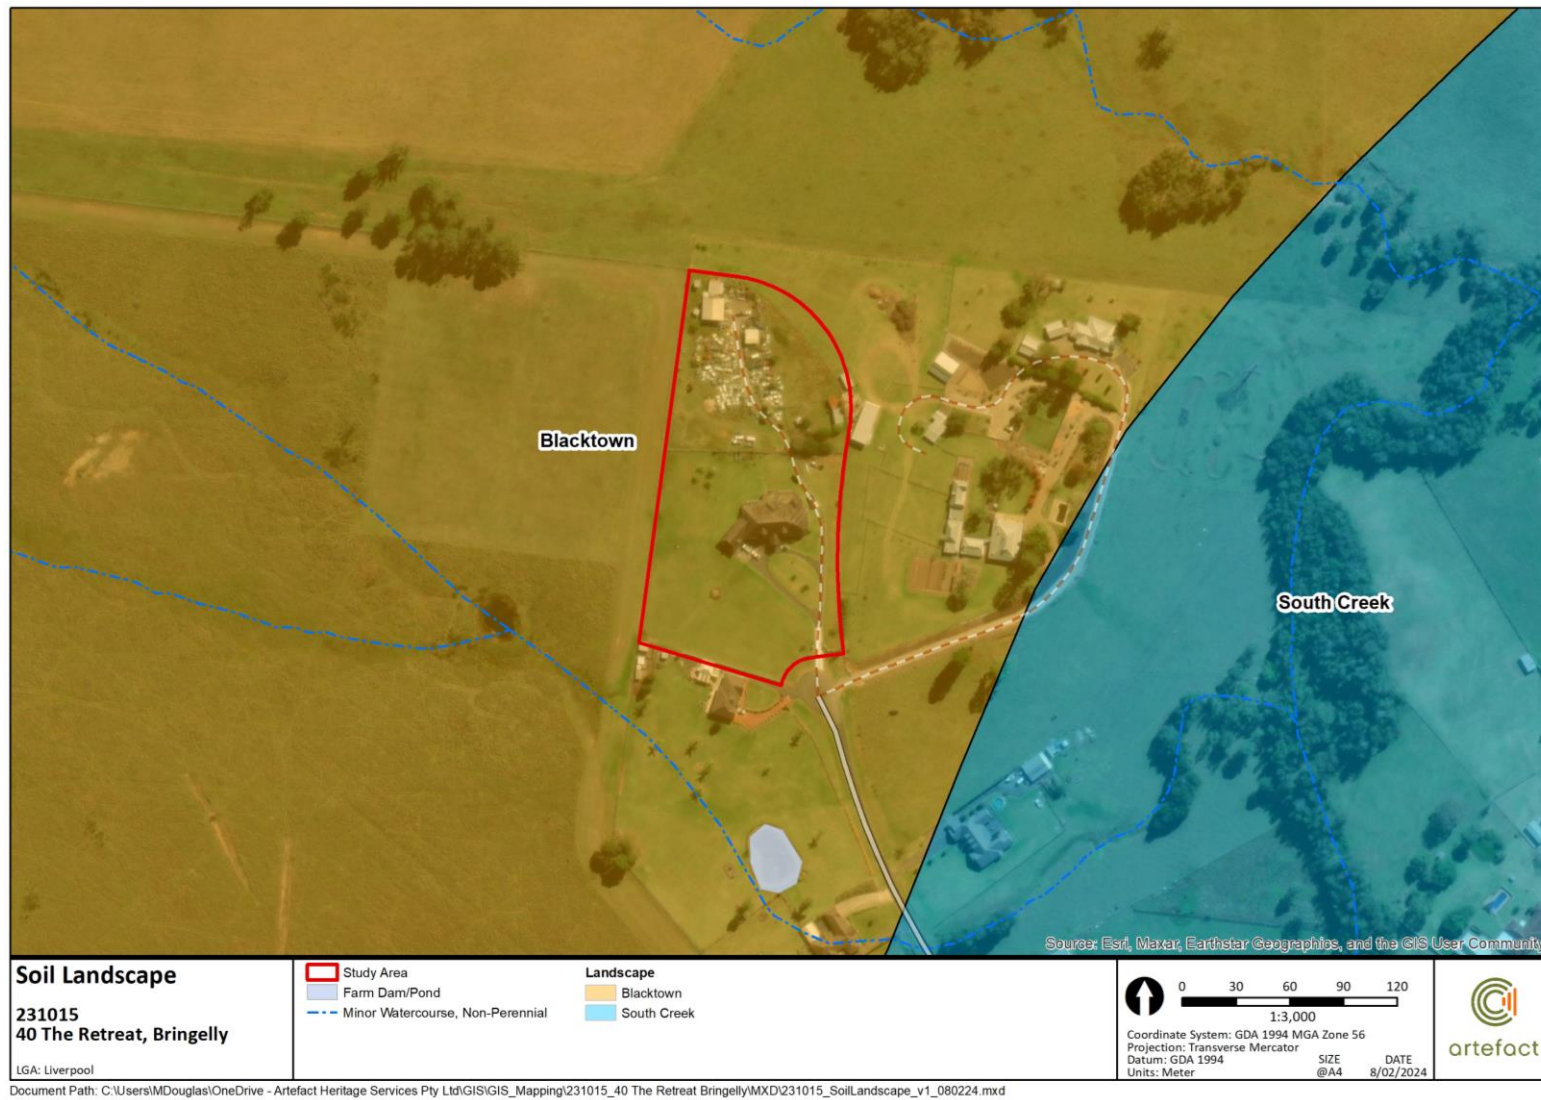 Blacktown
South Creek
Source: Esri, Maxar, Earthstar Geographics, and the GIS User Community
Soil Landscape
231015
40 The Retreat, Bringelly
LGA: Liverpool
Study Area
Farm Dam/Pond
Minor Watercourse, Non-Perennial
Landscape
Blacktown
South Creek
0 30 60 90 120
1:3,000
Coordinate System: GDA 1994 MGA Zone 56
Projection: Transverse Mercator
Datum: GDA 1994
Units: Meter
SIZE
@A4
DATE
8/02/2024
artefact
Document Path: C:\Users\MDouglas\OneDrive - Artefact Heritage Services Pty Ltd\GIS\GIS_Mapping\231015_40 The Retreat Bringelly\MXD\231015_SoilLandscape_v1_080224.mxd